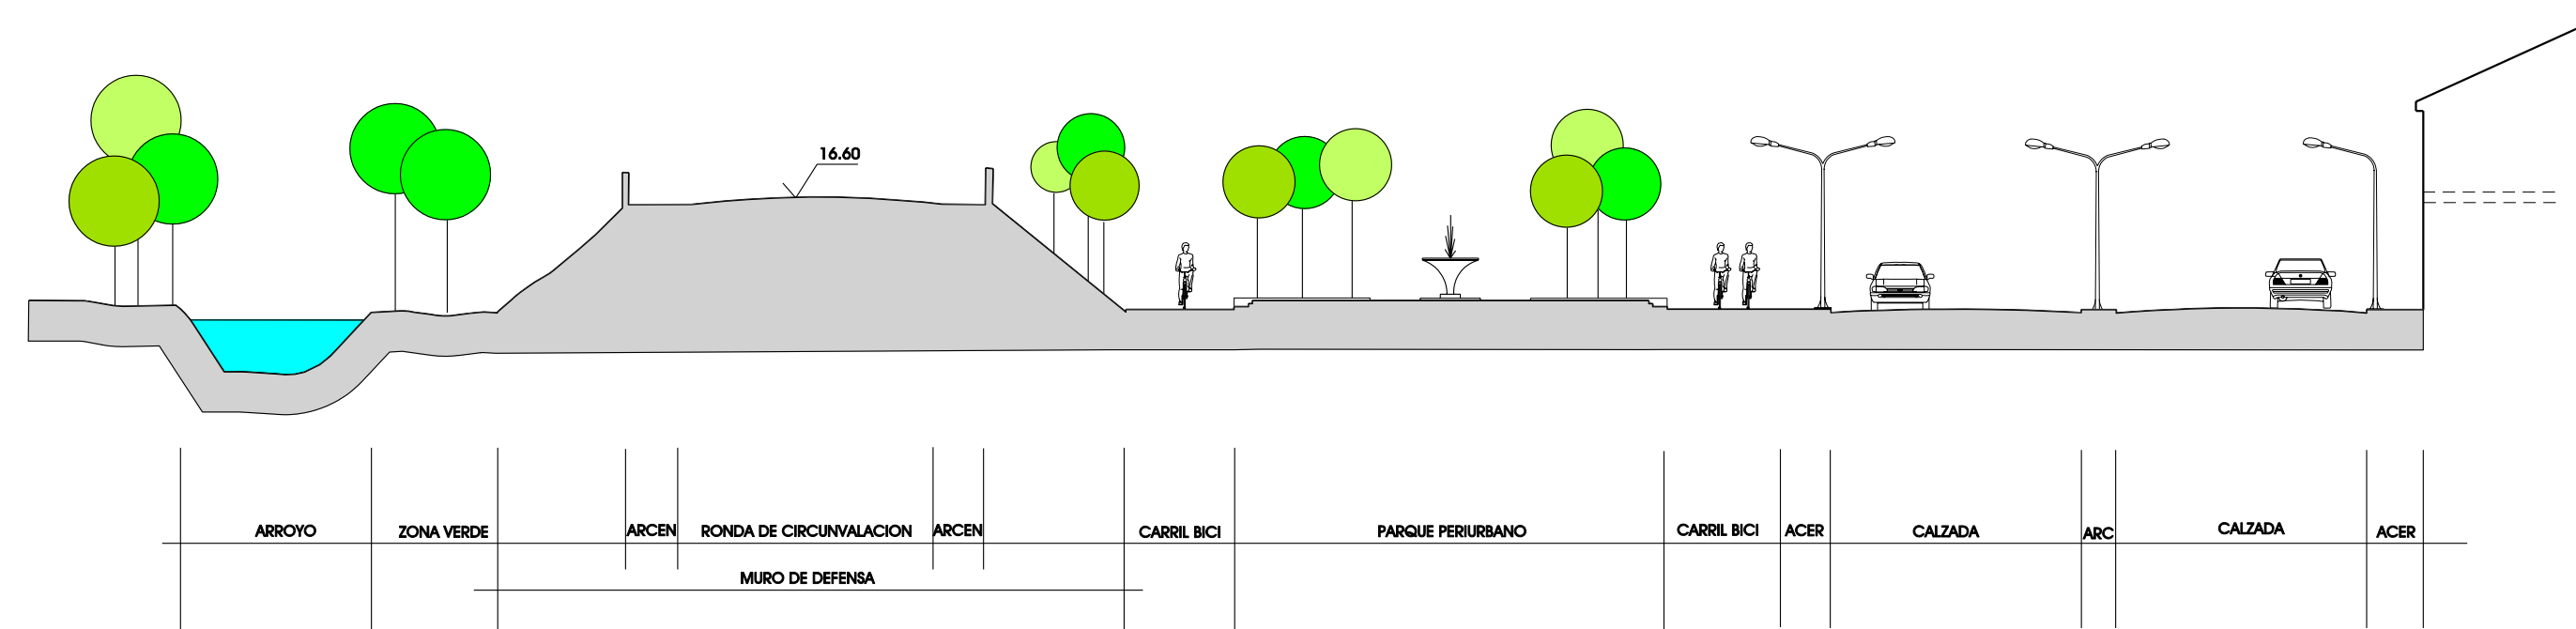 16.60
ARROYO
ZONA VERDE
ARCEN
RONDA DE CIRCUNVALACION
ARCEN
CARRIL BICI
PARQUE PERIURBANO
CARRIL BICI
ACER
CALZADA
ARC
CALZADA
ACER
MURO DE DEFENSA